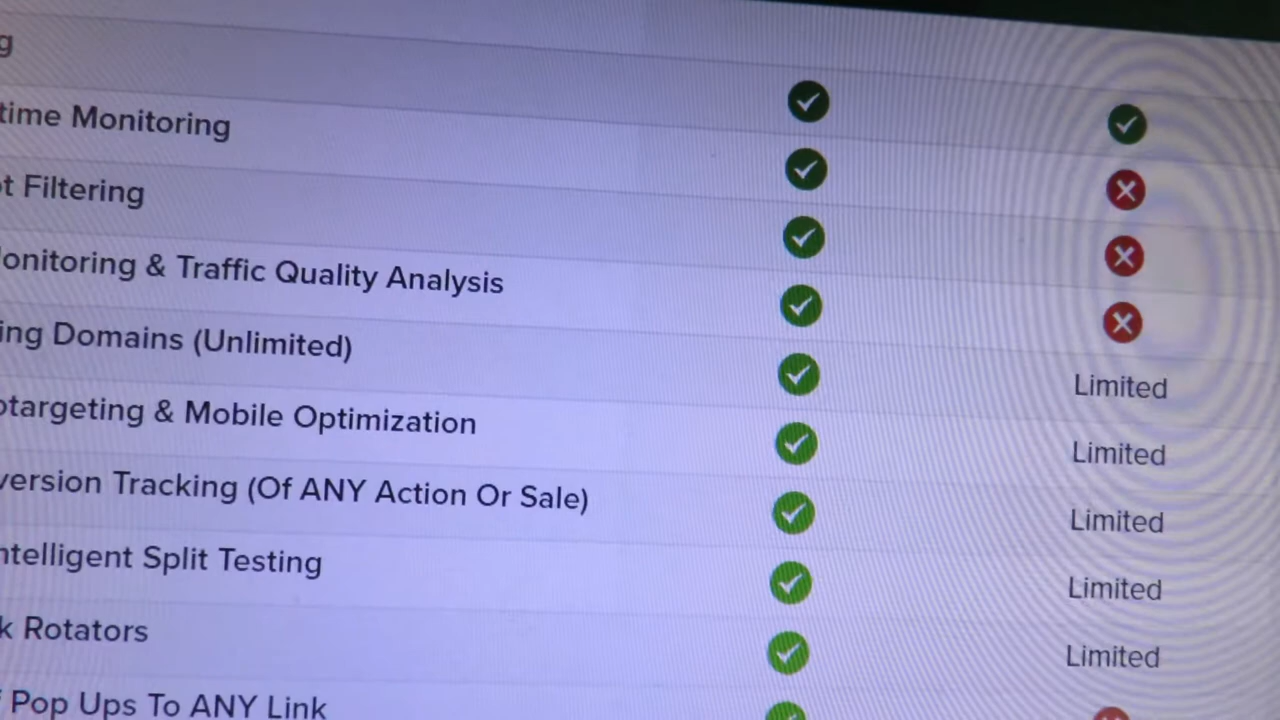 g
time Monitoring
t Filtering
onitoring & Traffic Quality Analysis
ing Domains (Unlimited)
Limited
otargeting & Mobile Optimization
Limited
version Tracking (Of ANY Action Or Sale)
Limited
ntelligent Split Testing
Limited
k Rotators
Limited
Pop Ups To ANY Link